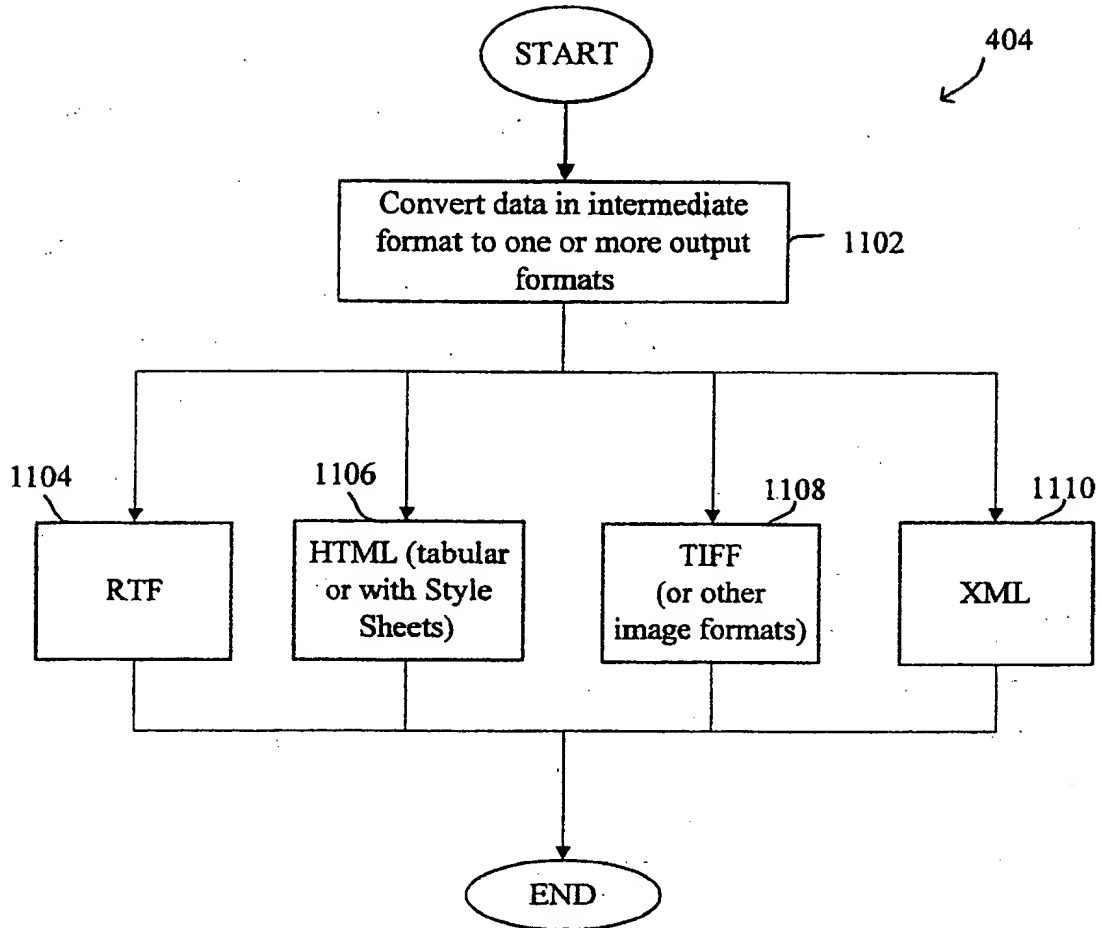 START
404
Convert data in intermediate
format to one or more output
formats
1102
1104
1106
1108
1110
RTF
HTML (tabular
or with Style
Sheets)
TIFF
(or other
image formats)
XML
END